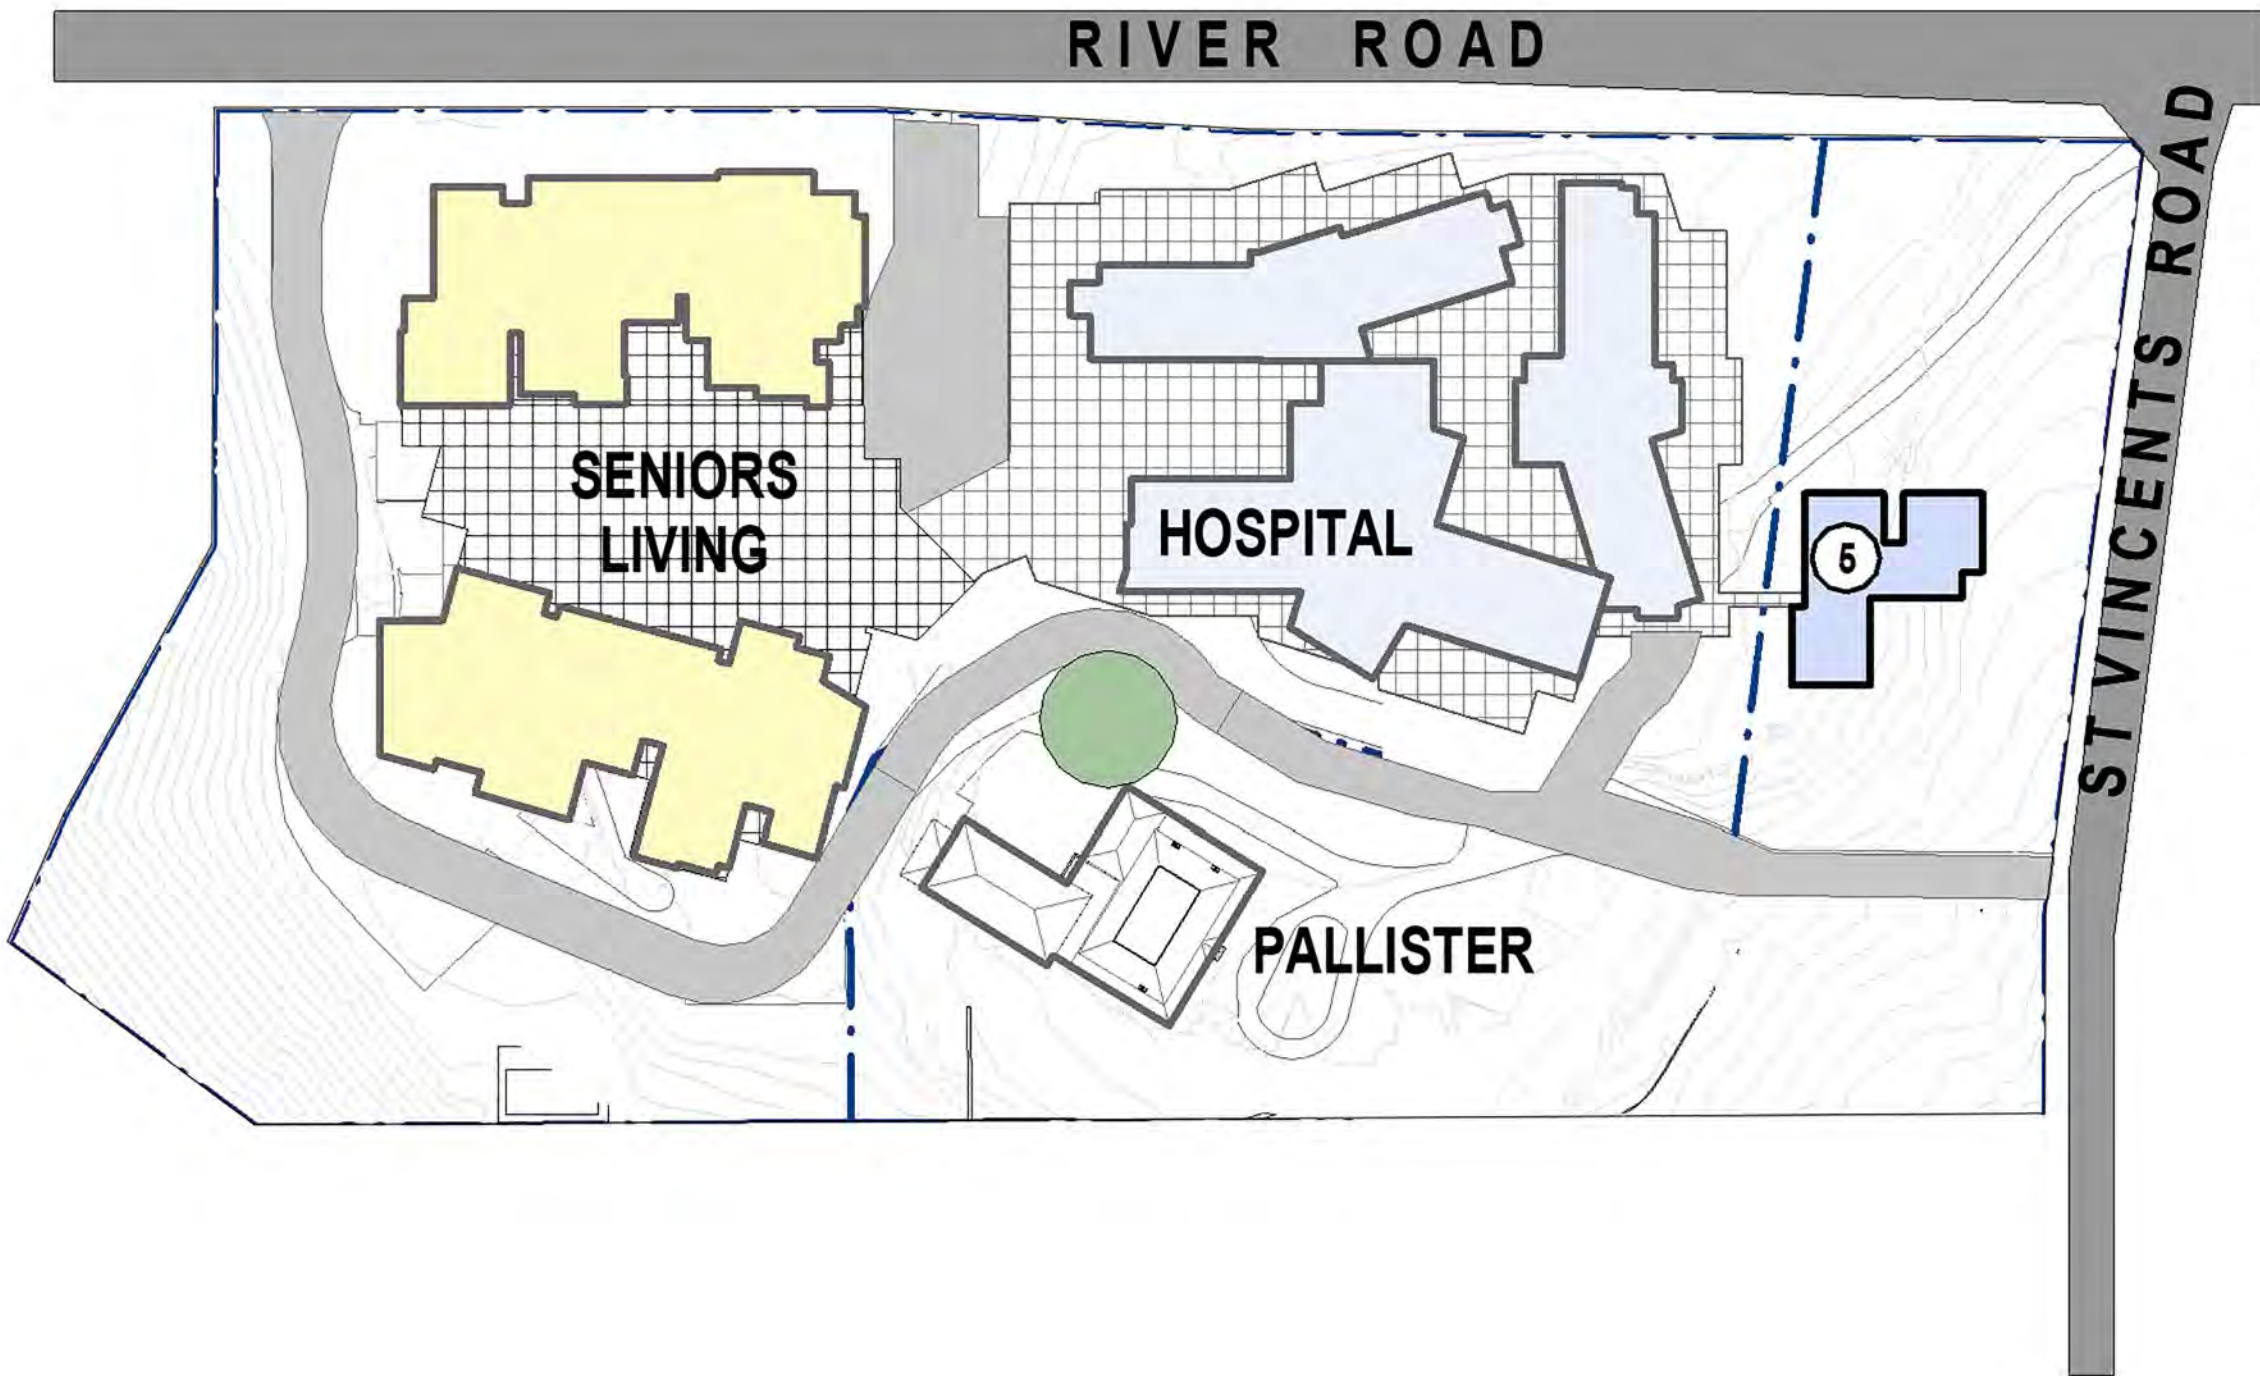 RIVER ROAD
ST VINCENTS ROAD
SENIORS
LIVING
HOSPITAL
5
PALLISTER